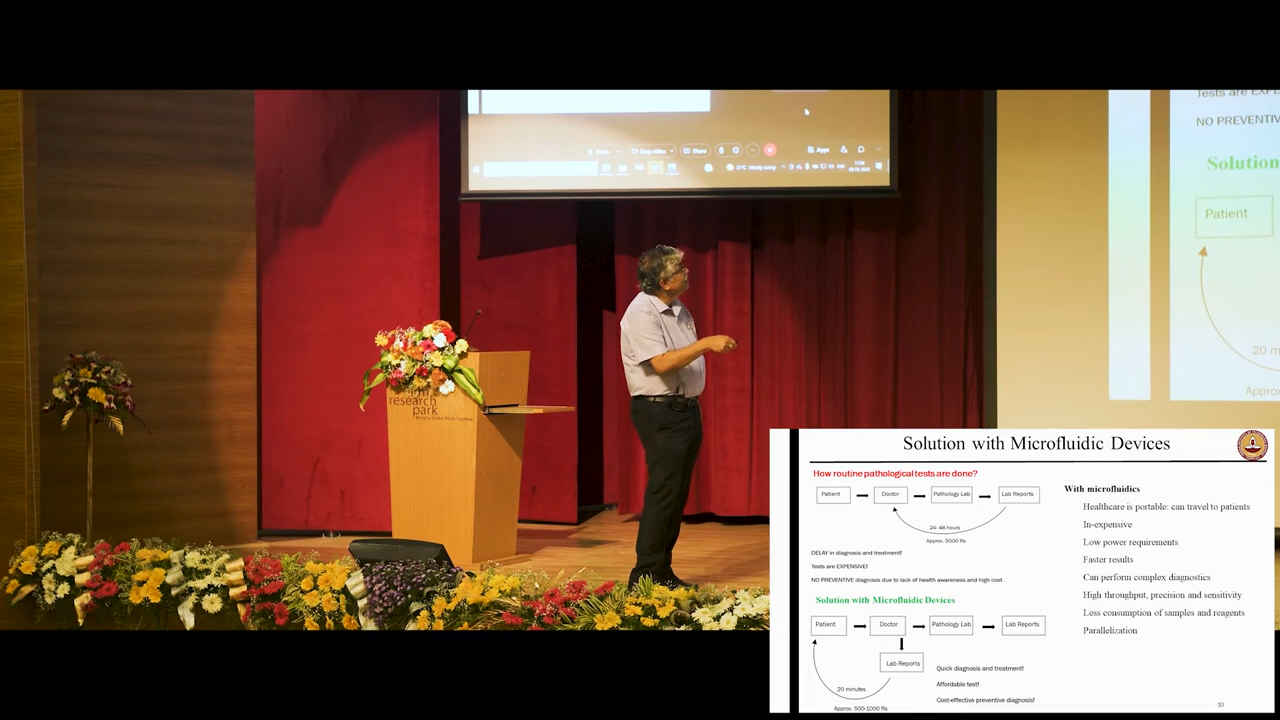 Share
Apps
Tests are
NO PREVENTIV
Solution
Patient
20 m
Approx
research
park
Solution with Microfluidic Devices
How routine pathological tests are done?
Patient
Doctor
Pathology Lab
Lab Reports
24- 48 hours
Approx. 5000 Rs
DELAY in diagnosis and treatment!
Tests are EXPENSIVE!
NO PREVENTIVE diagnosis due to lack of health awareness and high cost..
Solution with Microfluidic Devices
Patient
Doctor
Pathology Lab
Lab Reports
Lab Reports
20 minutes
Approx. 500-1000 Rs
Quick diagnosis and treatment!
Affordable test!
Cost-effective preventive diagnosis!
With microfluidics
Healthcare is portable: can travel to patients
In-expensive
Low power requirements
Faster results
Can perform complex diagnostics
High throughput, precision and sensitivity
Less consumption of samples and reagents
Parallelization
10